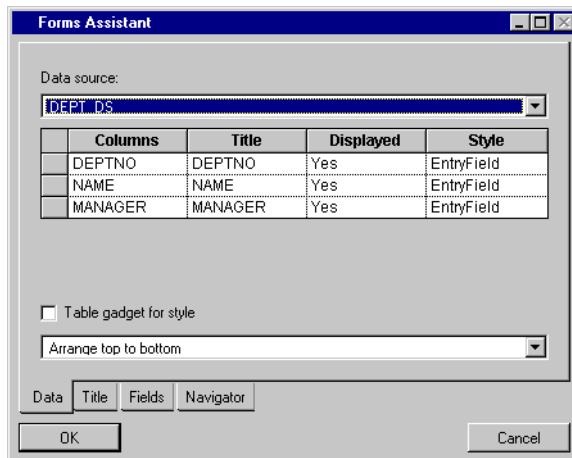 Forms Assistant
Data source:
DEPT_DS
Columns Title Displayed Style
DEPTNO DEPTNO Yes EntryField
NAME NAME Yes EntryField
MANAGER MANAGER Yes EntryField
Table gadget for style
Arrange top to bottom
Data Title Fields Navigator
OK Cancel